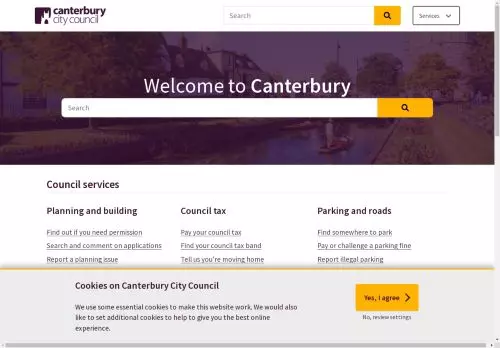 canterbury
city council
Search
Services
Welcome to Canterbury
Search
Council services
Planning and building
Council tax
Parking and roads
Find out if you need permission
Pay your council tax
Find somewhere to park
Search and comment on applications
Find your council tax band
Pay or challenge a parking fine
Report a planning issue
Tell us you're moving home
Report illegal parking
Cookies on Canterbury City Council
We use some essential cookies to make this website work. We would also
like to set additional cookies to help to give you the best online
experience.
Yes, I agree
No, review settings